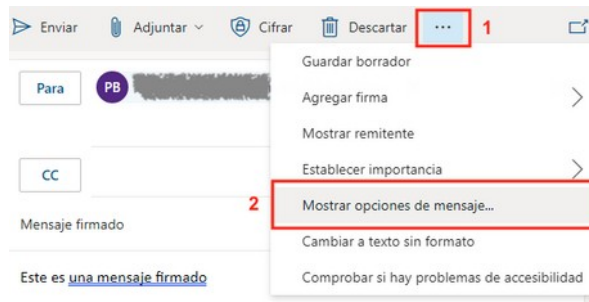 Enviar Adjuntar Cifrar Descartar ... 1
Guardar borrador
Para PB
Agregar firma
Mostrar remitente
CC
Establecer importancia
2 Mostrar opciones de mensaje...
Mensaje firmado
Cambiar a texto sin formato
Este es una mensaje firmado
Comprobar si hay problemas de accesibilidad